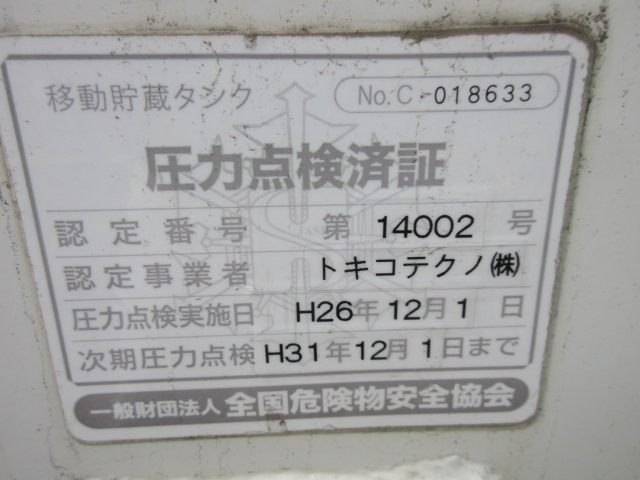 移動貯蔵タンク No.C-018633
圧力点検済証
認定番号 第 14002 号
認定事業者 トキコテクノ㈱
圧力点検実施日 H26年12月1日
次期圧力点検 H31年12月1日まで
一般財団法人 全国危険物安全協会